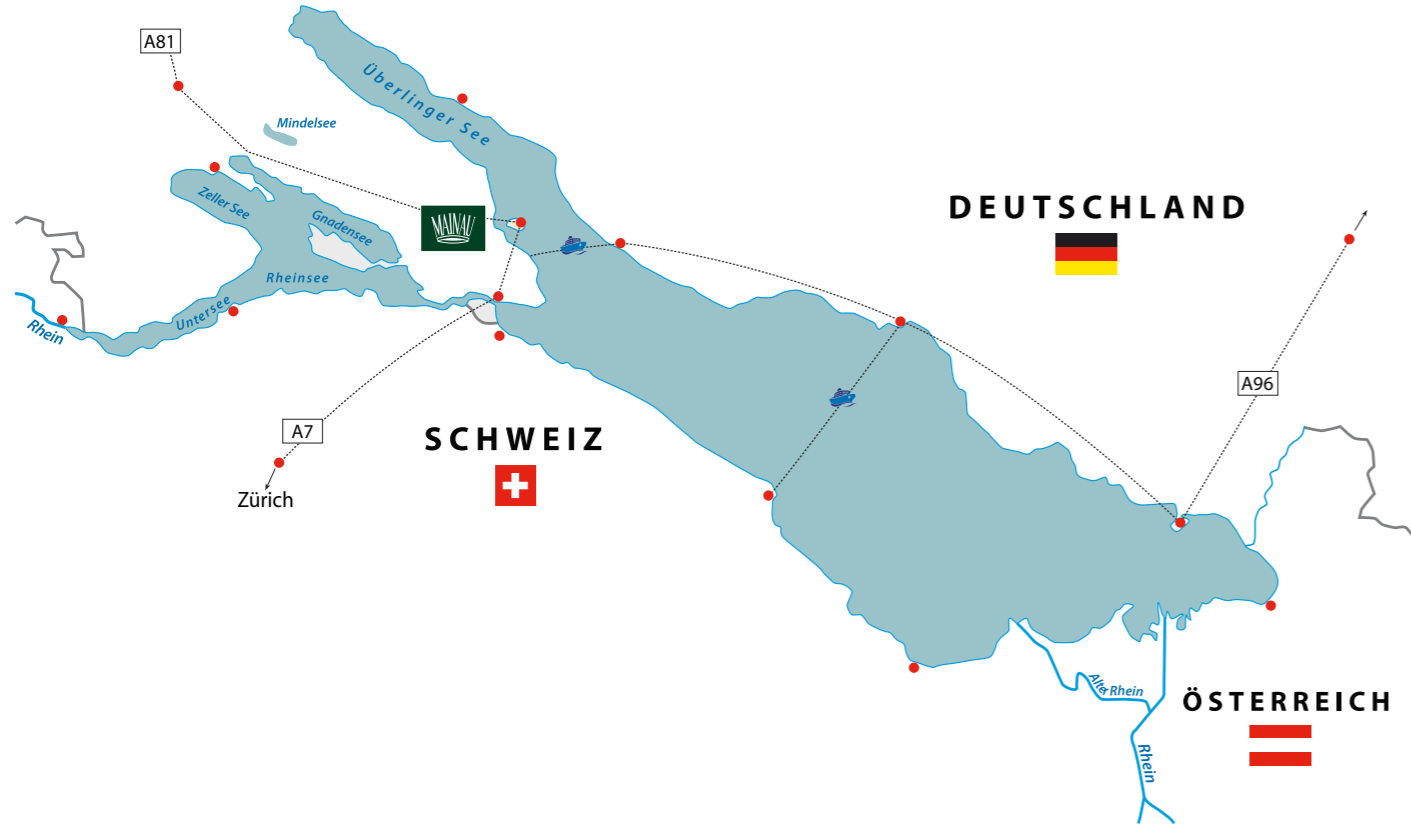 A81
Überlinger See
Mindelsee
Zeller See
Gnadensee
MAINAU
DEUTSCHLAND
Rheinsee
Untersee
Rhein
A96
A7
SCHWEIZ
Zürich
Alter Rhein
ÖSTERREICH
Rhein